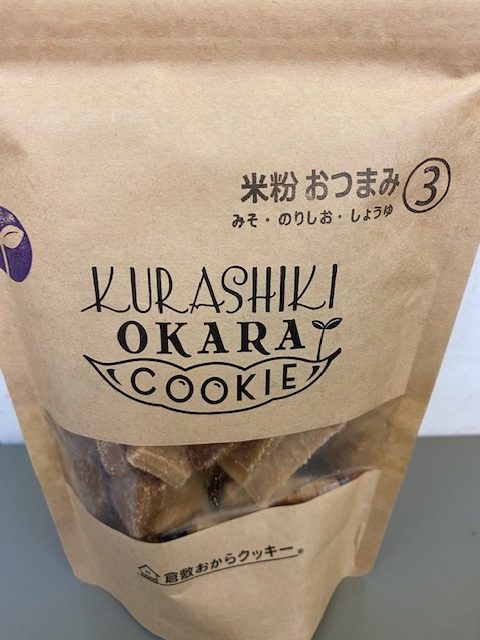 米粉 おつまみ ③
みそ・のりしお・しょうゆ
KURASHIKI
OKARA
COOKIE
倉敷おからクッキー®